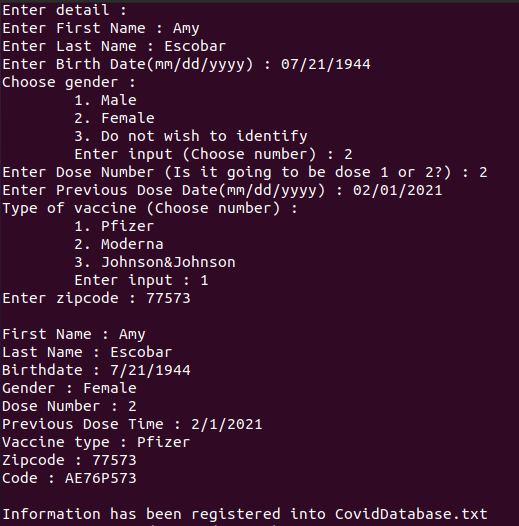 Enter detail :
Enter First Name : Amy
Enter Last Name : Escobar
Enter Birth Date(mm/dd/yyyy) : 07/21/1944
Choose gender :
        1. Male
        2. Female
        3. Do not wish to identify
        Enter input (Choose number) : 2
Enter Dose Number (Is it going to be dose 1 or 2?) : 2
Enter Previous Dose Date(mm/dd/yyyy) : 02/01/2021
Type of vaccine (Choose number) :
        1. Pfizer
        2. Moderna
        3. Johnson&Johnson
        Enter input : 1
Enter zipcode : 77573

First Name : Amy
Last Name : Escobar
Birthdate : 7/21/1944
Gender : Female
Dose Number : 2
Previous Dose Time : 2/1/2021
Vaccine type : Pfizer
Zipcode : 77573
Code : AE76P573

Information has been registered into CovidDatabase.txt